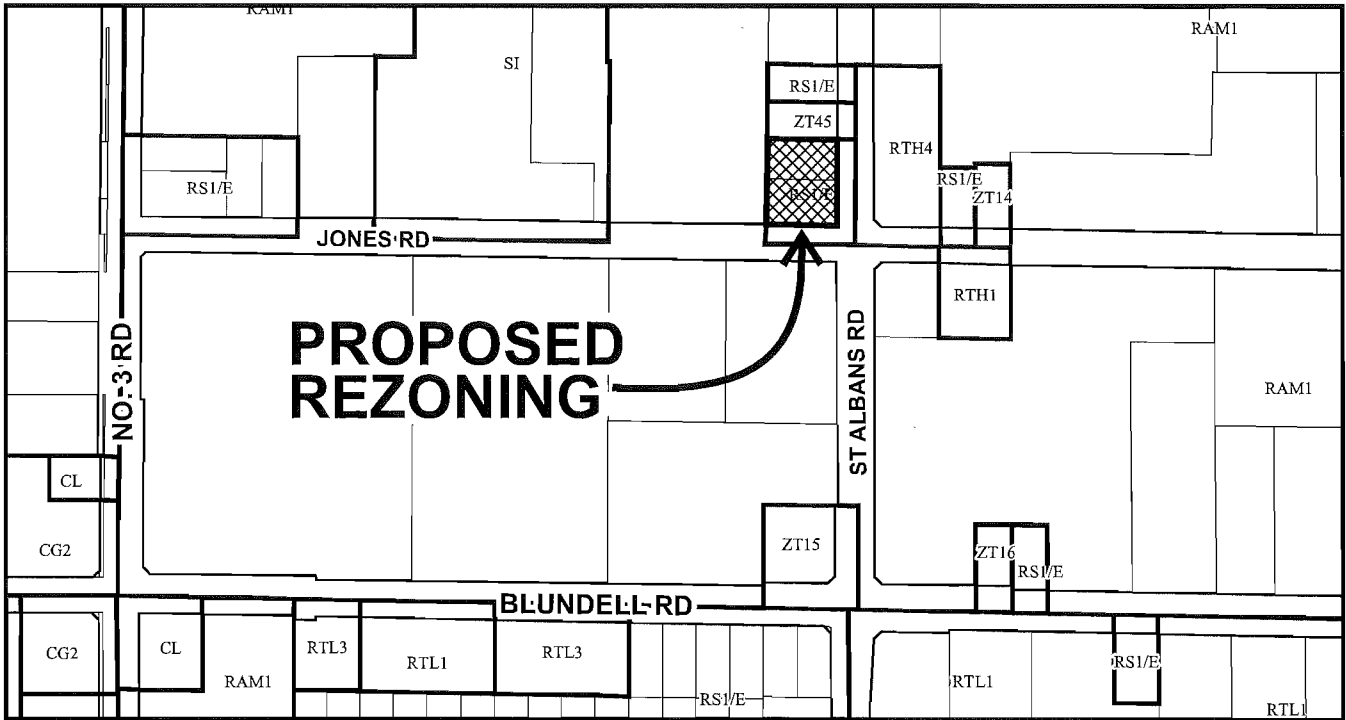 RAM1
RAM1
SI
RS1/E
ZT45
RTH4
RS1/E
RS1/E
RS1/E
ZT14
JONES RD
RTH1
PROPOSED
REZONING
NO. 3 RD
ST ALBANS RD
RAM1
CL
CG2
ZT15
ZT16
RS1/E
BLUNDELL RD
CG2
CL
RAM1
RTL3
RTL1
RTL3
RS1/E
RTL1
RS1/E
RTL1